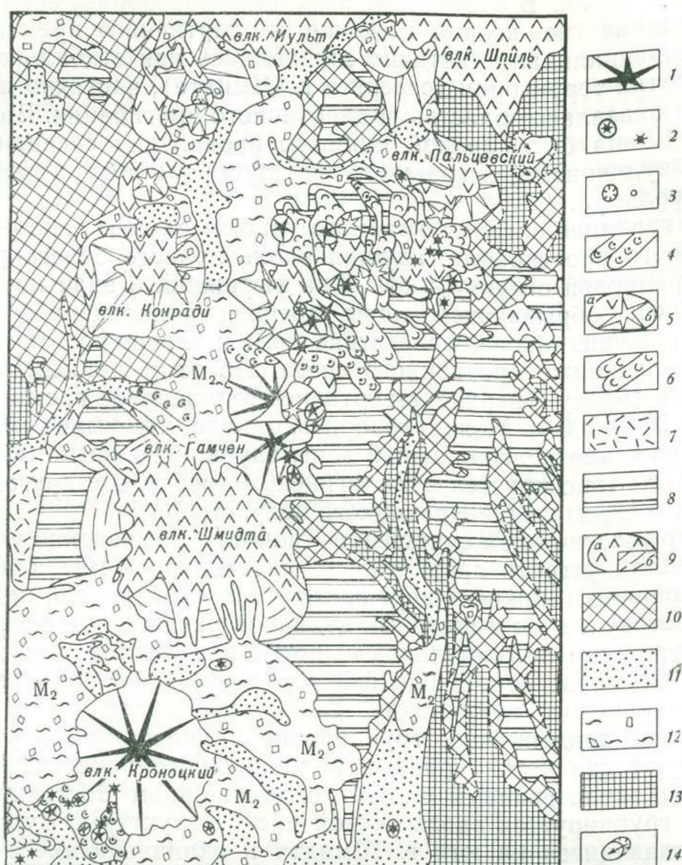 влк. Иульт
влк. Шпиль
влк. Пальцевский
влк. Конради
M₂
влк. Гамчен
влк. Шмидта
M₂
M₂
M₂
влк. Кроноцкий
M₂
1
2
3
4
а
б
5
6
7
8
а
б
9
10
11
12
13
14